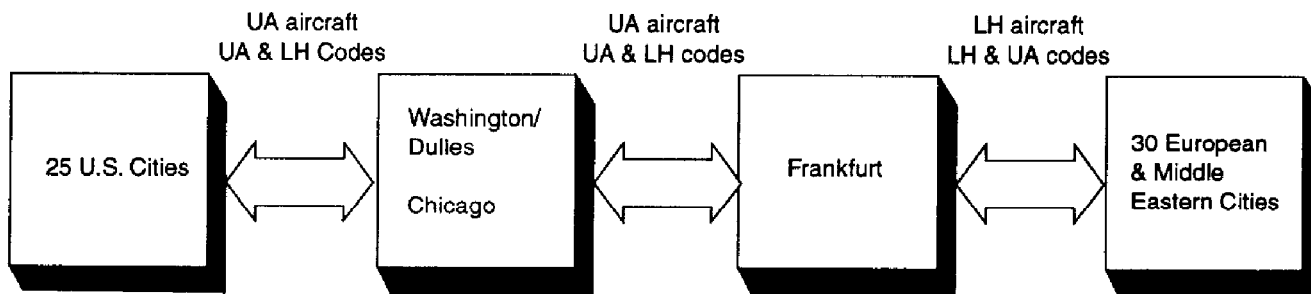 UA aircraft
UA & LH Codes
UA aircraft
UA & LH codes
LH aircraft
LH & UA codes
25 U.S. Cities
Washington/
Dulles
Chicago
Frankfurt
30 European
& Middle
Eastern Cities